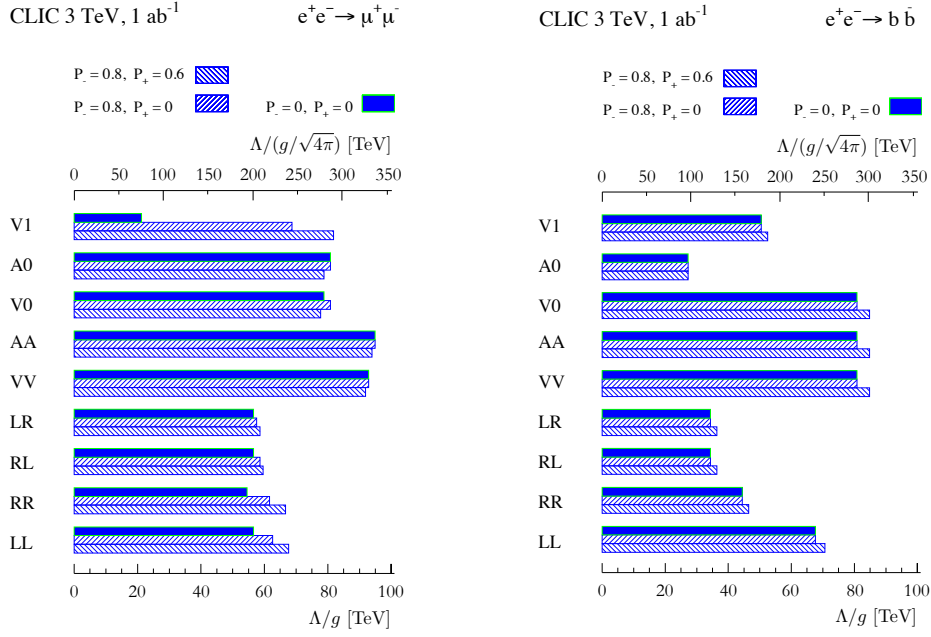 CLIC 3 TeV, 1 ab⁻¹ e⁺e⁻→ μ⁺μ⁻
P₋ = 0.8, P₊ = 0.6
P₋ = 0.8, P₊ = 0 P₋ = 0, P₊ = 0
Λ/(g/√4π) [TeV]
0 50 100 150 200 250 300 350
V1
A0
V0
AA
VV
LR
RL
RR
LL
0 20 40 60 80 100
Λ/g [TeV]
CLIC 3 TeV, 1 ab⁻¹ e⁺e⁻→ b b̄
P₋ = 0.8, P₊ = 0.6
P₋ = 0.8, P₊ = 0 P₋ = 0, P₊ = 0
Λ/(g/√4π) [TeV]
0 50 100 150 200 250 300 350
V1
A0
V0
AA
VV
LR
RL
RR
LL
0 20 40 60 80 100
Λ/g [TeV]